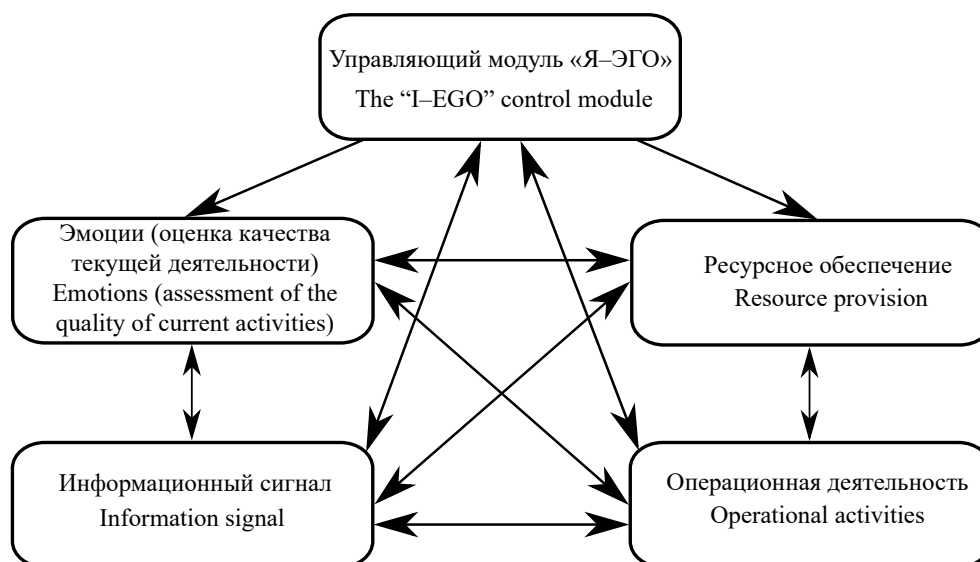 Управляющий модуль «Я–ЭГО»
The “I–EGO” control module
Эмоции (оценка качества
текущей деятельности)
Emotions (assessment of the
quality of current activities)
Ресурсное обеспечение
Resource provision
Информационный сигнал
Information signal
Операционная деятельность
Operational activities